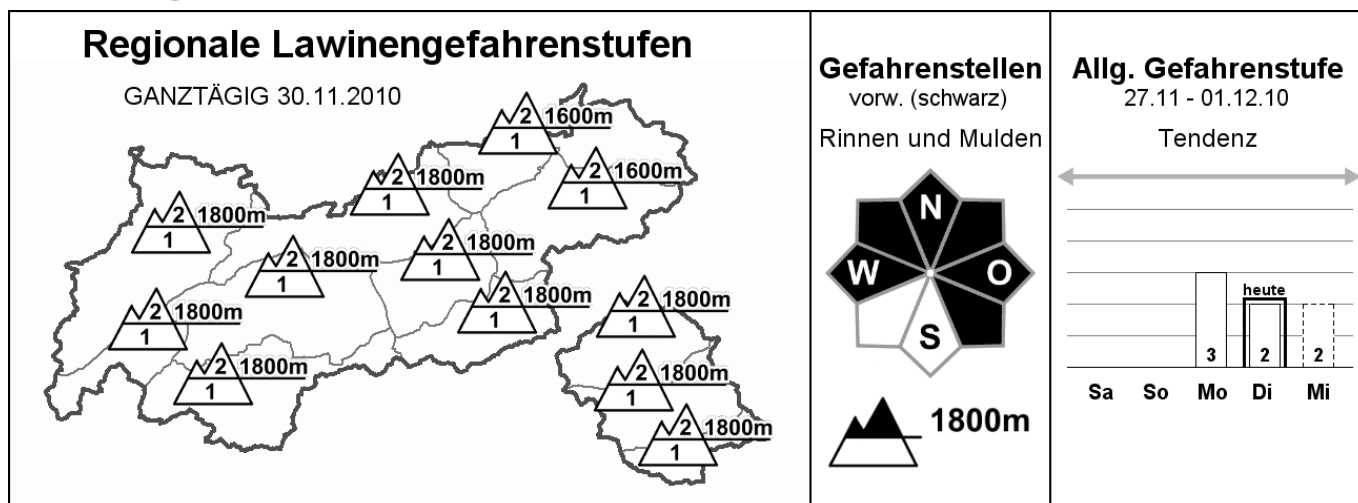 Regionale Lawinengefahrenstufen
GANZTÄGIG 30.11.2010
2 1600m
1
2 1600m
1
2 1800m
1
2 1800m
1
2 1800m
1
2 1800m
1
2 1800m
1
2 1800m
1
2 1800m
1
2 1800m
1
2 1800m
1
2 1800m
1
Gefahrenstellen
vorw. (schwarz)
Rinnen und Mulden
N
W O
S
1800m
Allg. Gefahrenstufe
27.11 - 01.12.10
Tendenz
heute
3 2 2
Sa So Mo Di Mi